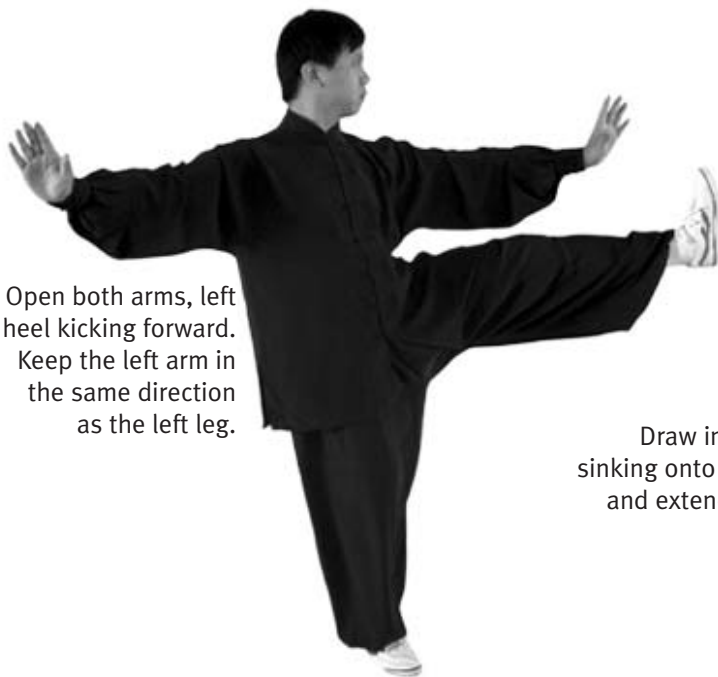 Open both arms, left
heel kicking forward.
Keep the left arm in
the same direction
as the left leg.
Draw in
sinking onto
and exten